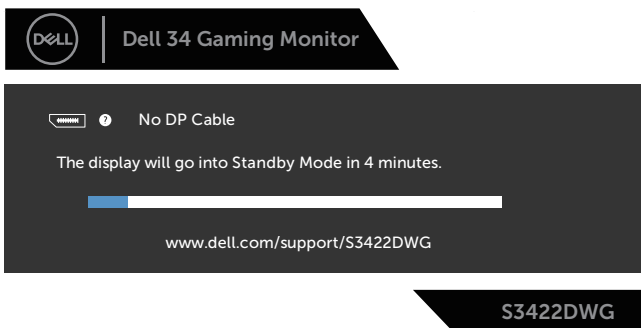 DELL
Dell 34 Gaming Monitor
? No DP Cable
The display will go into Standby Mode in 4 minutes.
www.dell.com/support/S3422DWG
S3422DWG